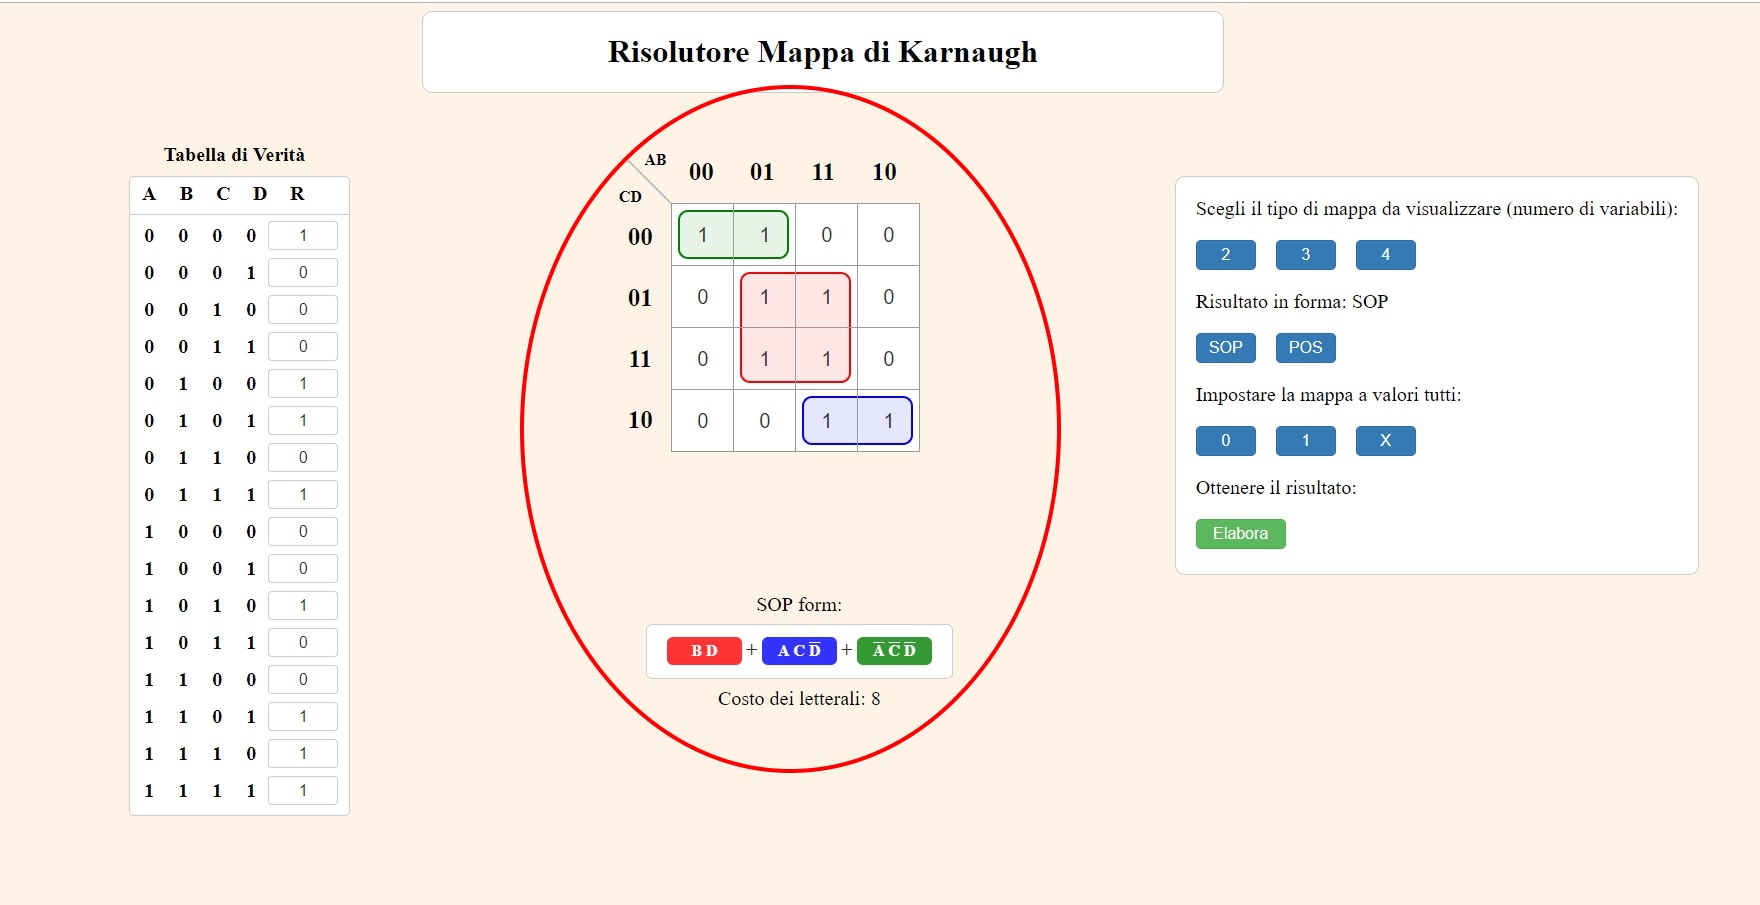 Risolutore Mappa di Karnaugh
Tabella di Verità
A B C D R
0 0 0 0 1
0 0 0 1 0
0 0 1 0 0
0 0 1 1 0
0 1 0 0 1
0 1 0 1 1
0 1 1 0 0
0 1 1 1 1
1 0 0 0 0
1 0 0 1 0
1 0 1 0 1
1 0 1 1 0
1 1 0 0 0
1 1 0 1 1
1 1 1 0 1
1 1 1 1 1
AB
CD
00 01 11 10
00 1 1 0 0
01 0 1 1 0
11 0 1 1 0
10 0 0 1 1
SOP form:
B D + A C D̅ + A̅ C̅ D̅
Costo dei letterali: 8
Scegli il tipo di mappa da visualizzare (numero di variabili):
2 3 4
Risultato in forma: SOP
SOP POS
Impostare la mappa a valori tutti:
0 1 X
Ottenere il risultato:
Elabora